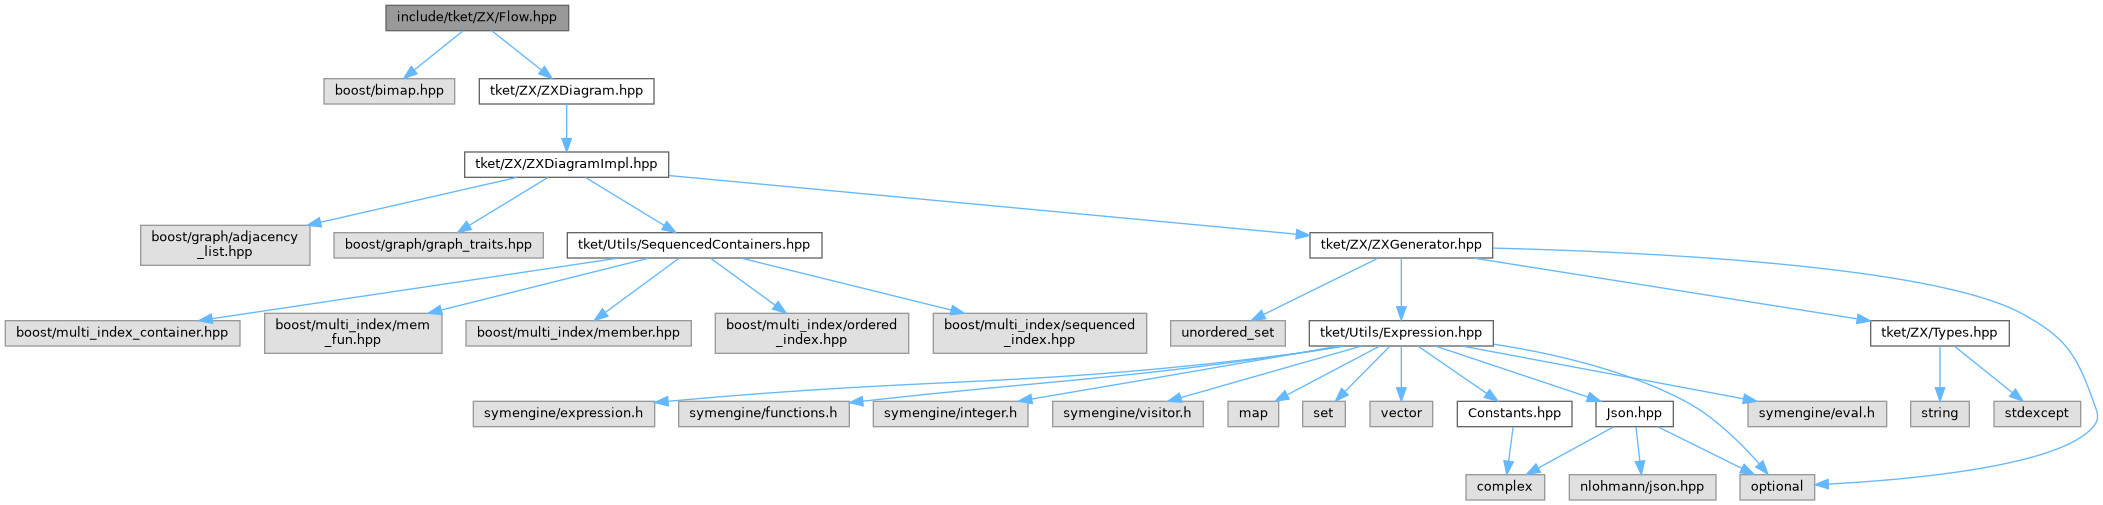 include/tket/ZX/Flow.hpp
boost/bimap.hpp
tket/ZX/ZXDiagram.hpp
tket/ZX/ZXDiagramImpl.hpp
boost/graph/adjacency
_list.hpp
boost/graph/graph_traits.hpp
tket/Utils/SequencedContainers.hpp
tket/ZX/ZXGenerator.hpp
boost/multi_index_container.hpp
boost/multi_index/mem
_fun.hpp
boost/multi_index/member.hpp
boost/multi_index/ordered
_index.hpp
boost/multi_index/sequenced
_index.hpp
unordered_set
tket/Utils/Expression.hpp
tket/ZX/Types.hpp
symengine/expression.h
symengine/functions.h
symengine/integer.h
symengine/visitor.h
map
set
vector
Constants.hpp
Json.hpp
symengine/eval.h
string
stdexcept
complex
nlohmann/json.hpp
optional